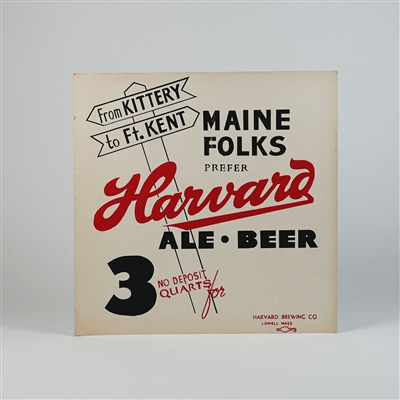 From KITTERY
to Ft. KENT
MAINE
FOLKS
PREFER
Harvard
ALE • BEER
3 NO DEPOSIT
QUARTS for
HARVARD BREWING CO
LOWELL MASS